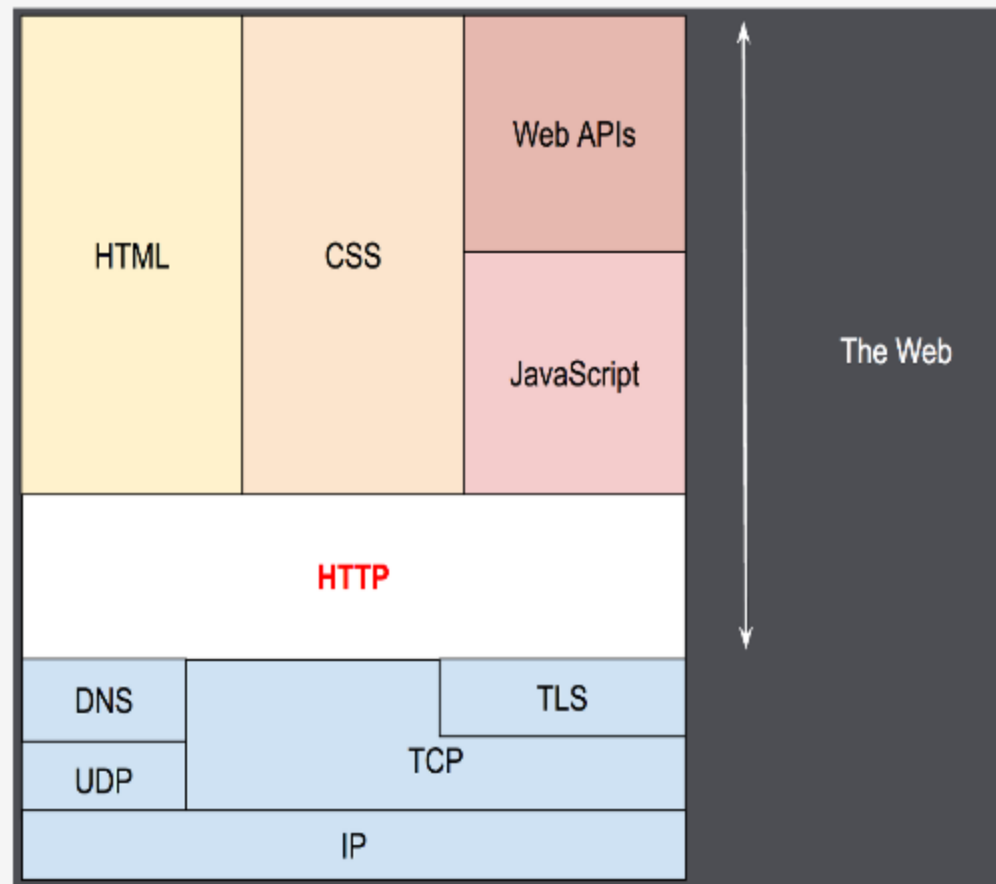 Web APIs
HTML
CSS
JavaScript
The Web
HTTP
DNS
TLS
TCP
UDP
IP